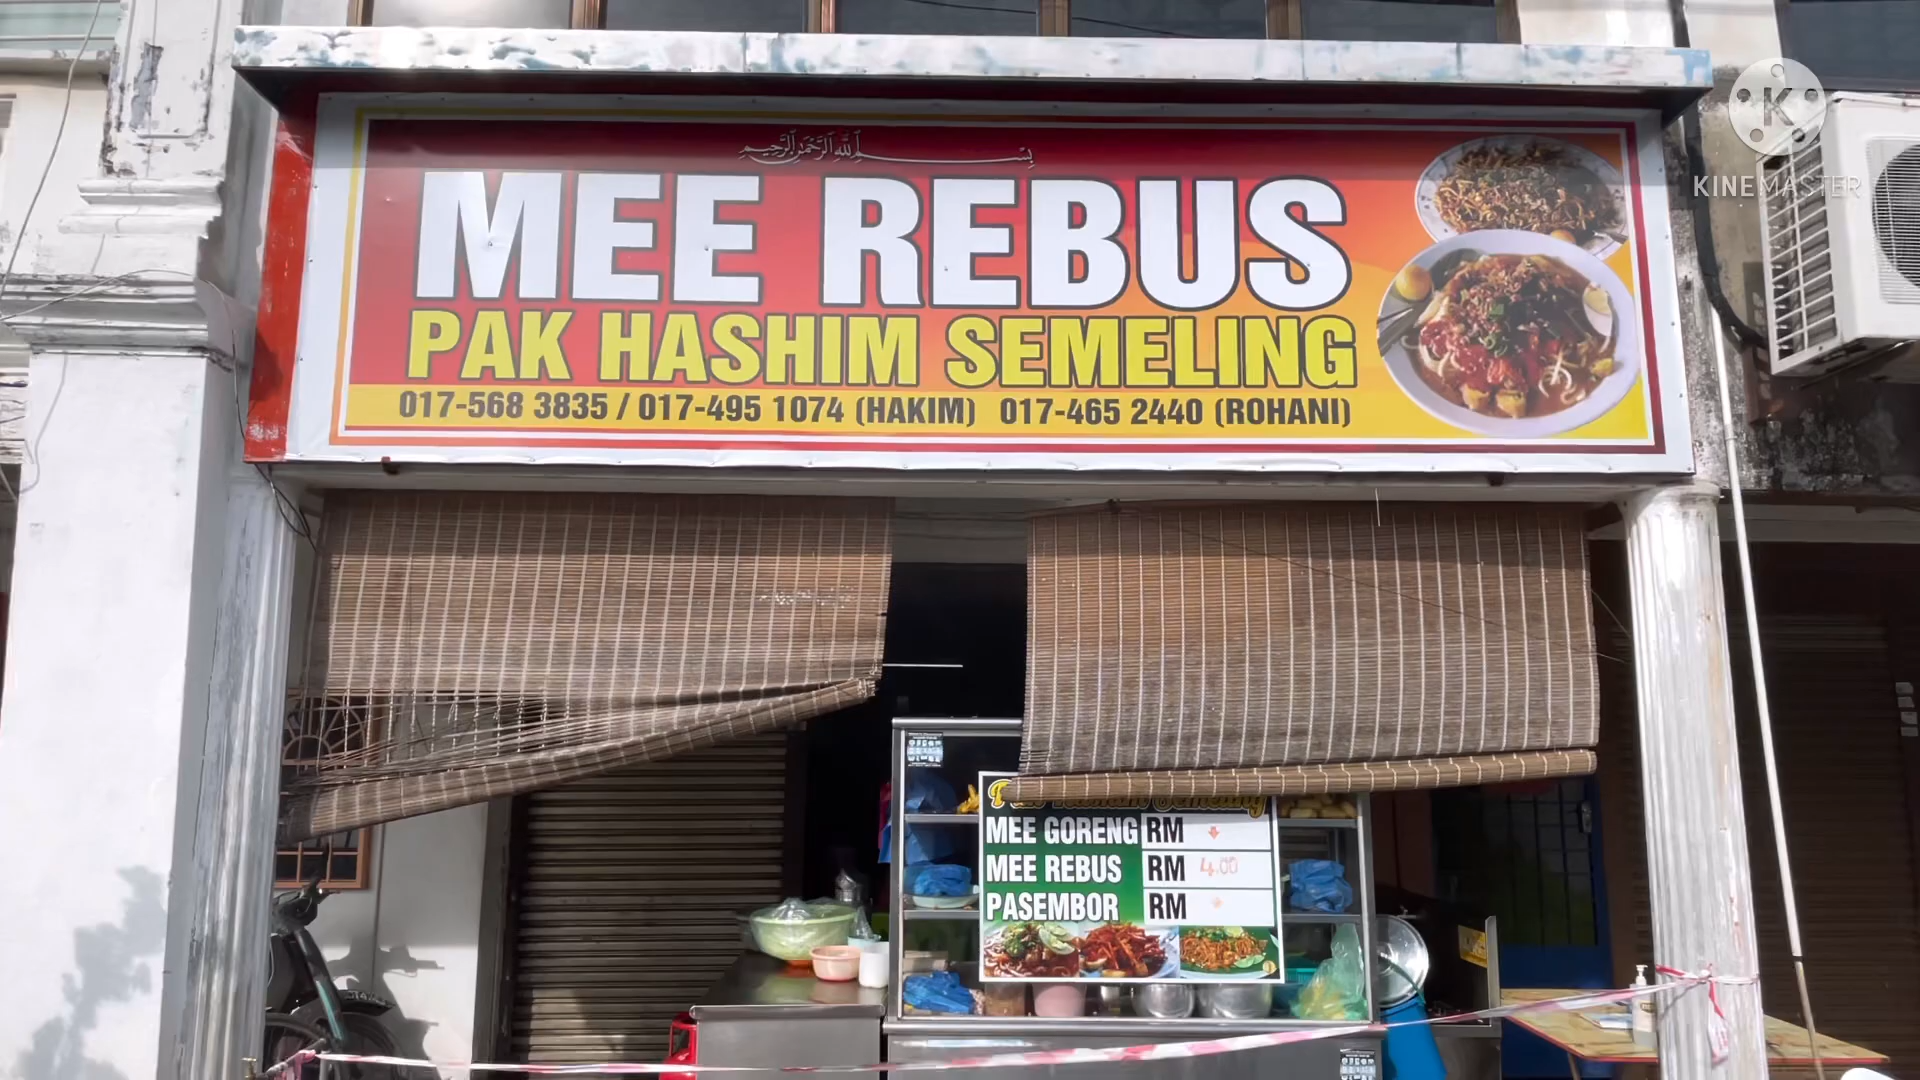 بسم الله الرحمن الرحيم
MEE REBUS
PAK HASHIM SEMELING
017-568 3835 / 017-495 1074 (HAKIM) 017-465 2440 (ROHANI)
KINEMASTER
MEE GORENG RM
MEE REBUS RM 4.00
PASEMBOR RM